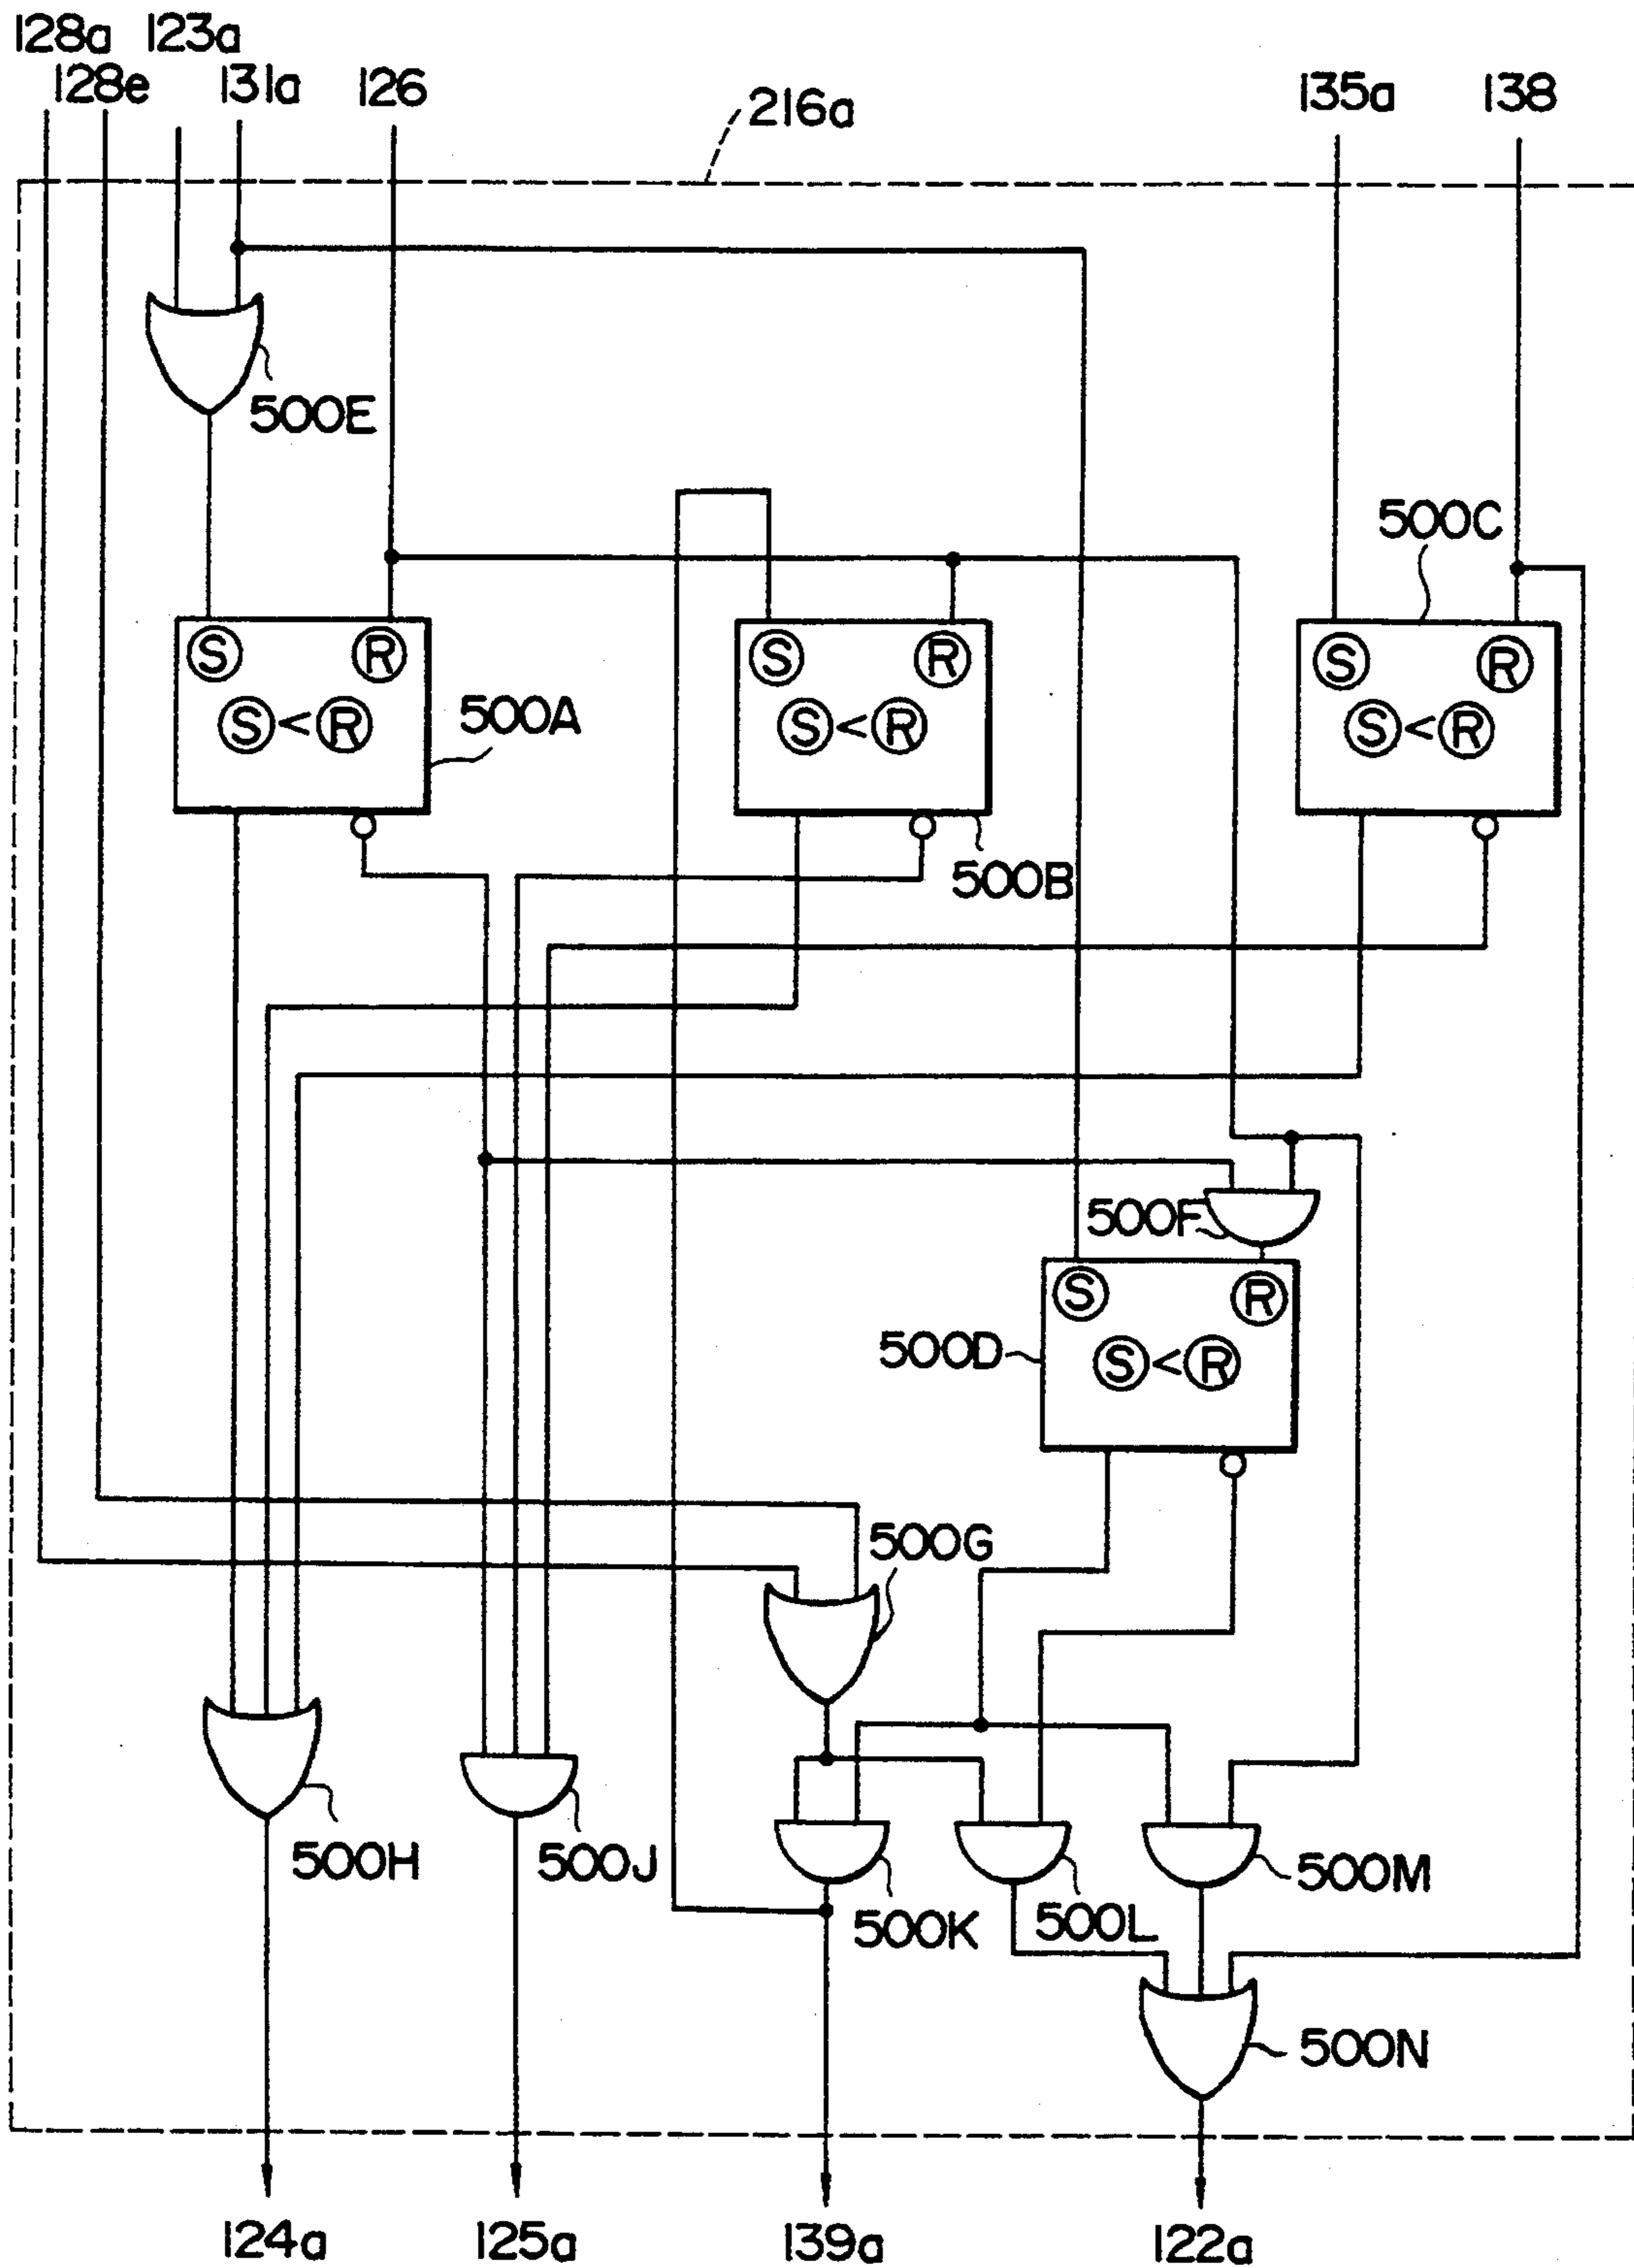 128a 123a
128e 131a 126 135a 138
216a
500E
500C
S R S R S R
S<R S<R S<R
500A
500B
500F
S R
500D S<R
500G
500H 500J 500K 500L 500M
500N
124a 125a 139a 122a